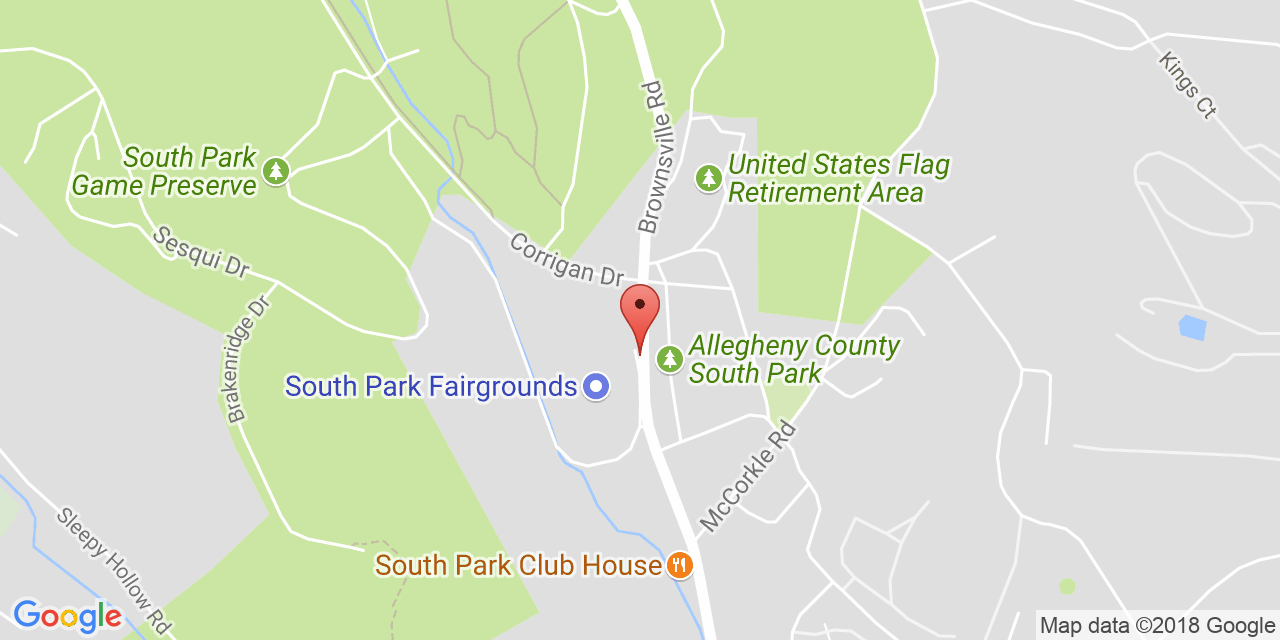 Kings Ct
Brownsville Rd
South Park
Game Preserve
United States Flag
Retirement Area
Sesqui Dr
Corrigan Dr
Brakenridge Dr
Allegheny County
South Park
South Park Fairgrounds
McCorkle Rd
Sleepy Hollow Rd
South Park Club House
Google
Map data ©2018 Google